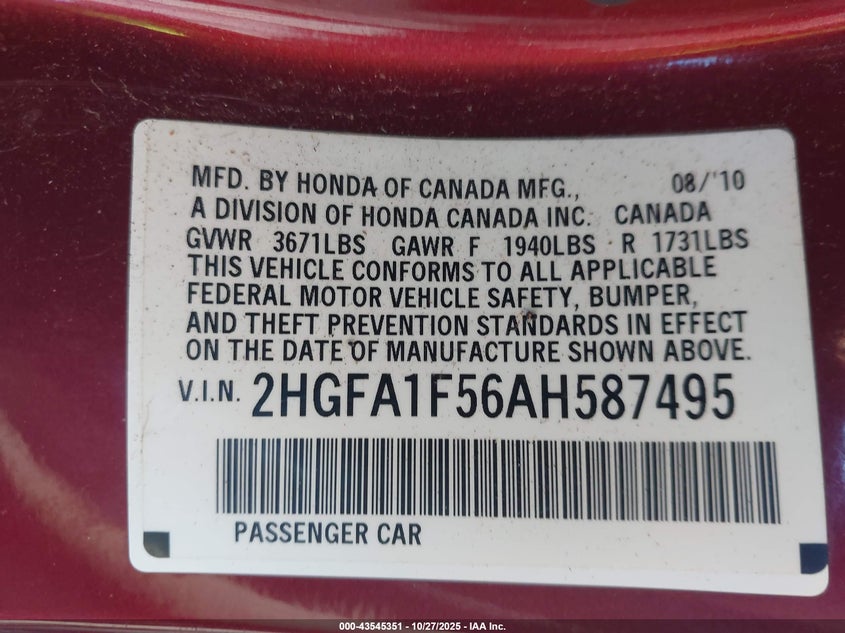 MFD. BY HONDA OF CANADA MFG., 08/'10
A DIVISION OF HONDA CANADA INC. CANADA
GVWR 3671LBS GAWR F 1940LBS R 1731LBS
THIS VEHICLE CONFORMS TO ALL APPLICABLE
FEDERAL MOTOR VEHICLE SAFETY, BUMPER,
AND THEFT PREVENTION STANDARDS IN EFFECT
ON THE DATE OF MANUFACTURE SHOWN ABOVE.
V.I.N. 2HGFA1F56AH587495
PASSENGER CAR
000-43545351 | 10/27/2025 - IAA Inc.